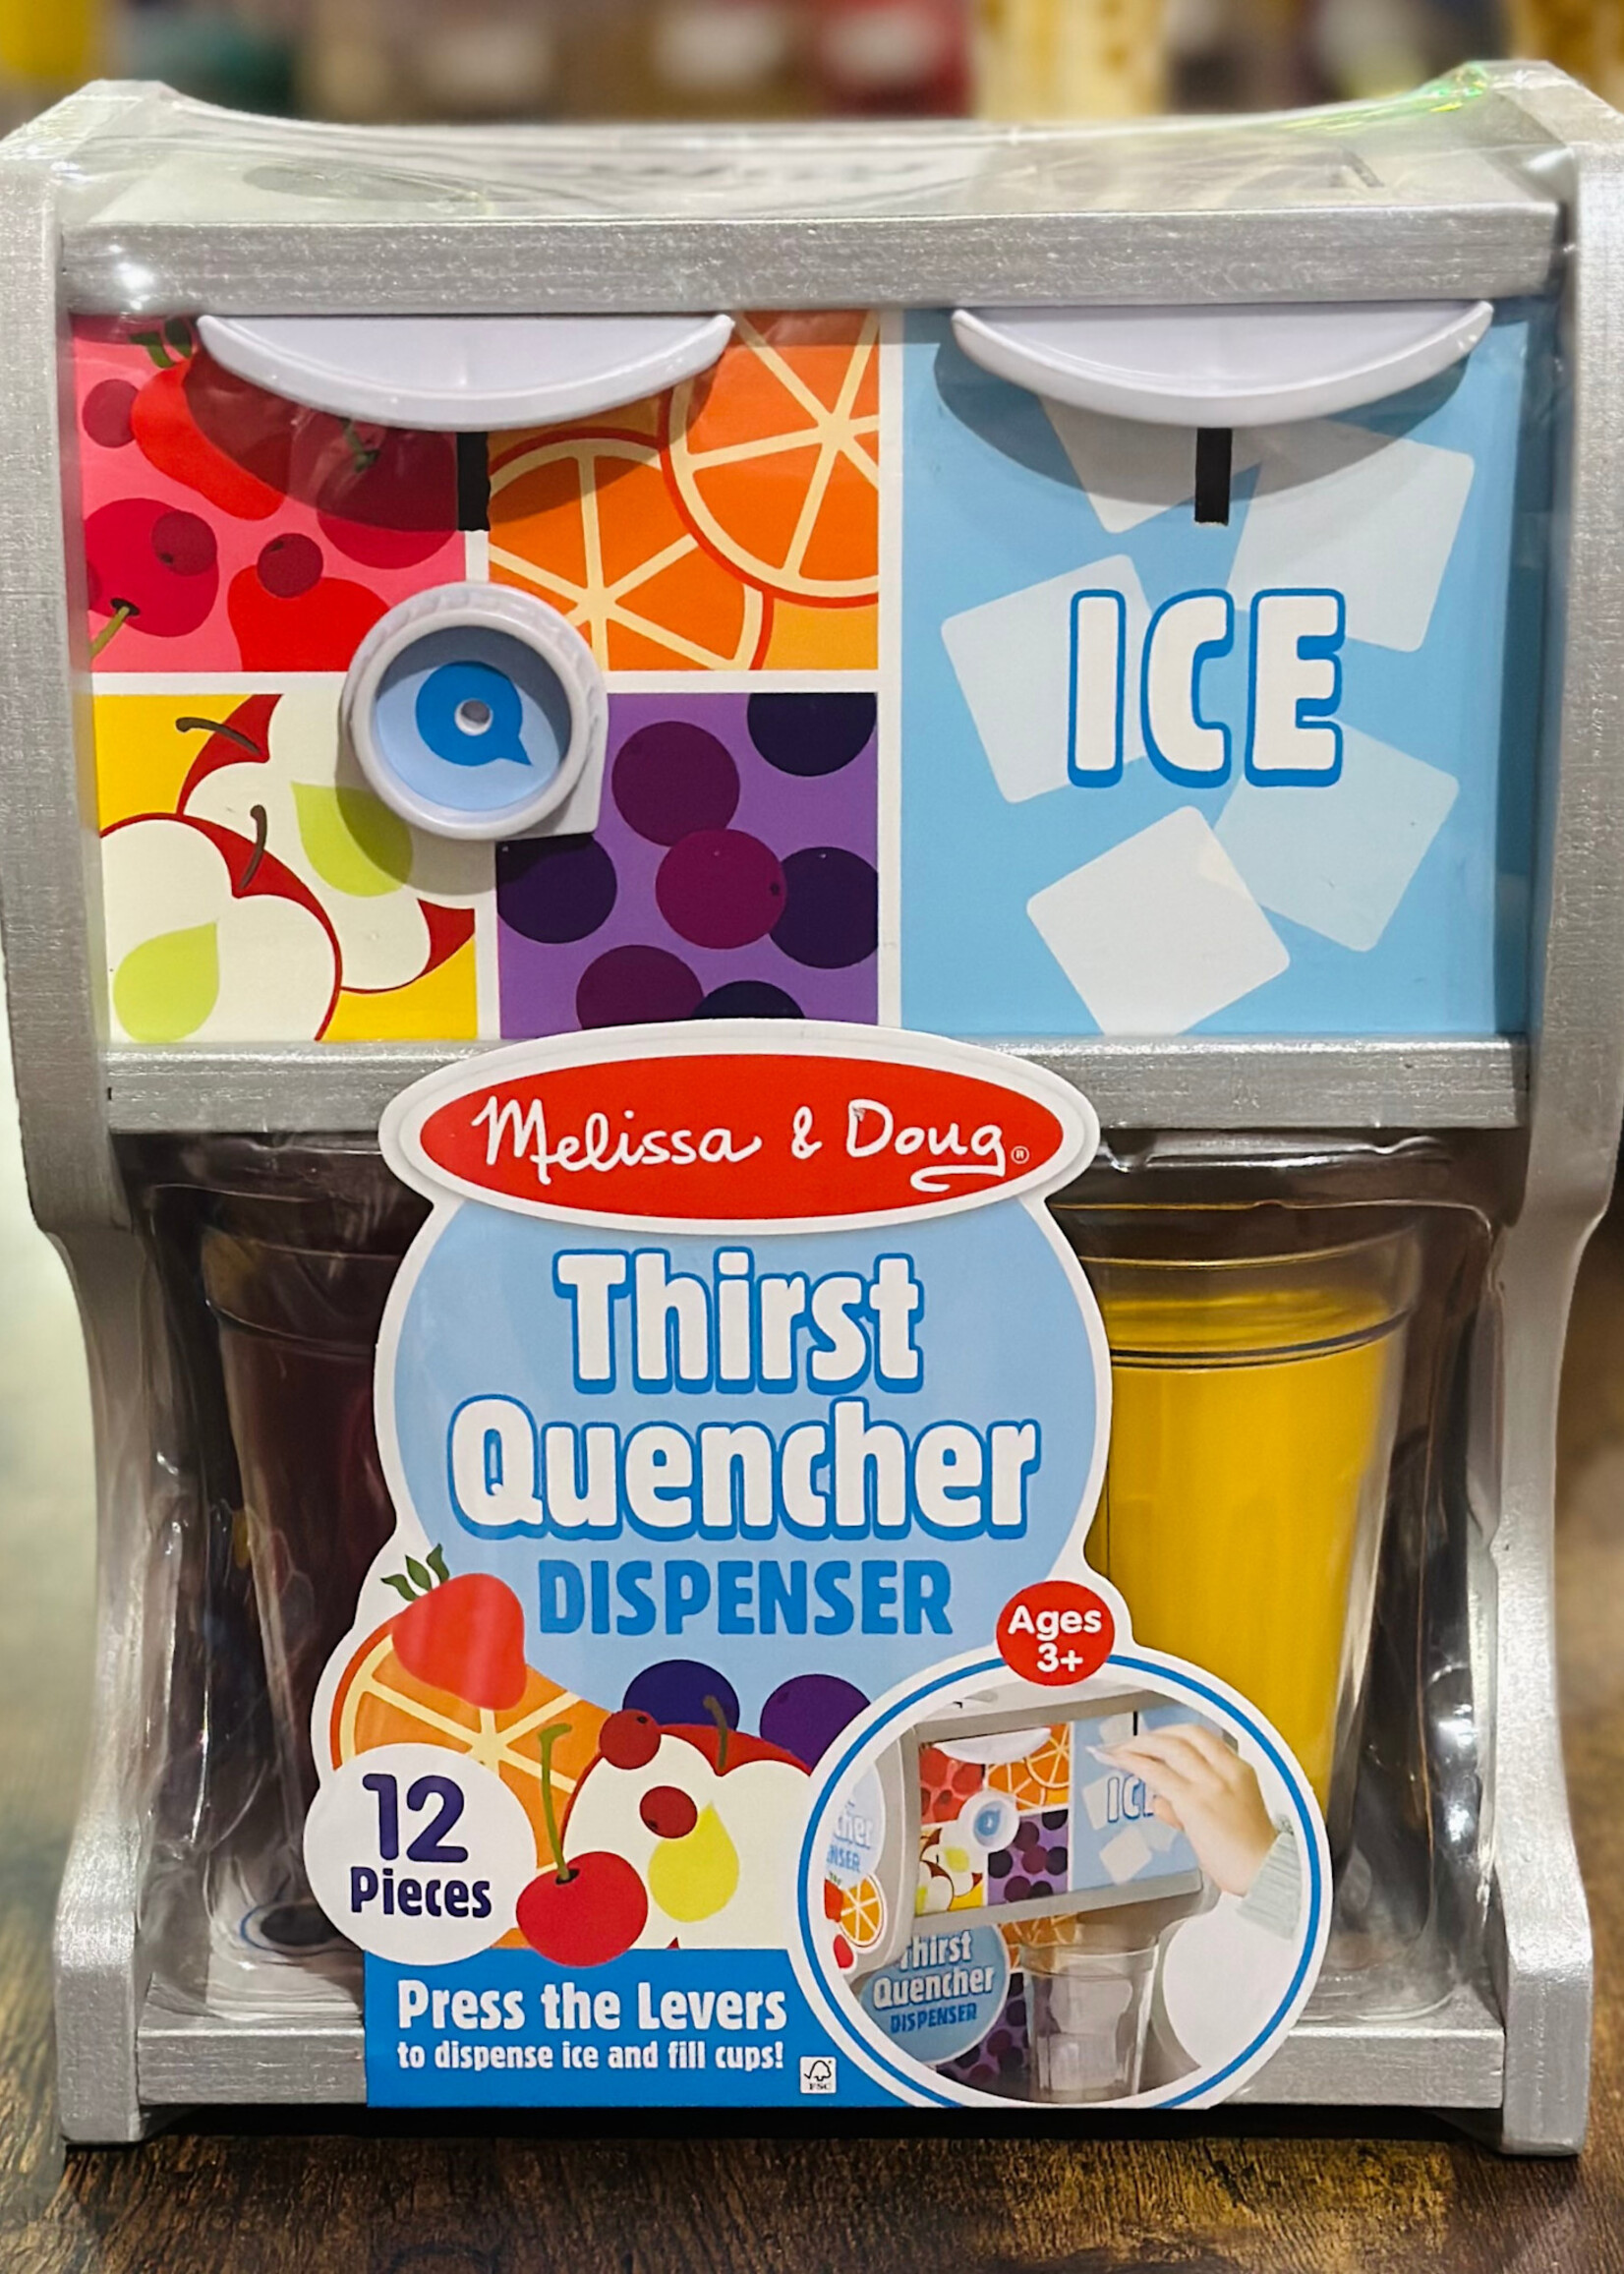 ICE
Melissa & Doug®
Thirst
Quencher
DISPENSER
Ages
3+
12
Pieces
ICE
Thirst
Quencher
DISPENSER
Press the Levers
to dispense ice and fill cups!
FSC